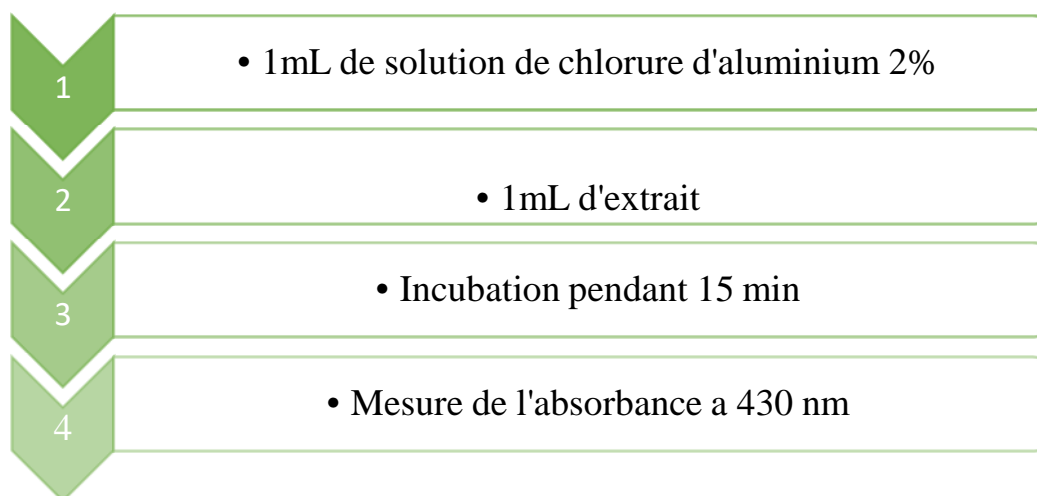 1
• 1mL de solution de chlorure d'aluminium 2%
2
• 1mL d'extrait
3
• Incubation pendant 15 min
4
• Mesure de l'absorbance a 430 nm